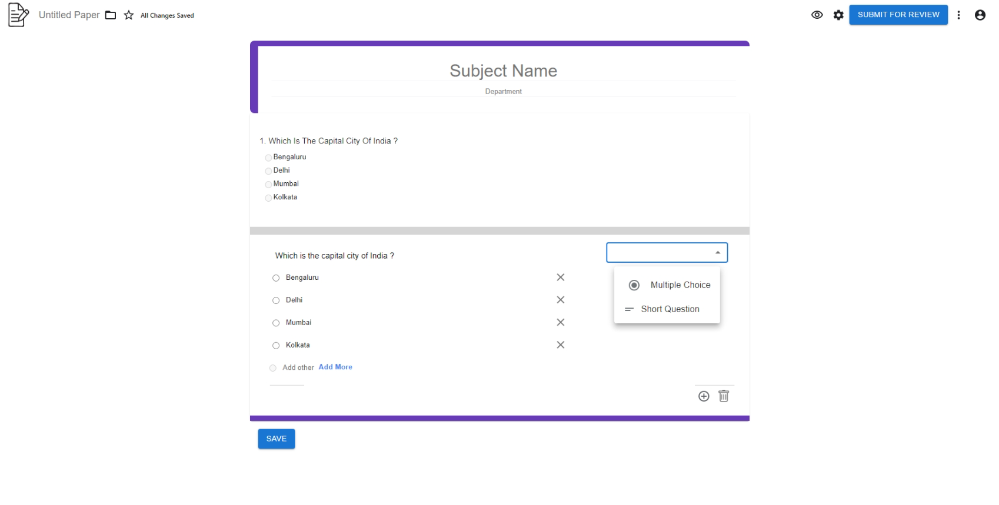 Untitled Paper All Changes Saved SUBMIT FOR REVIEW
Subject Name
Department
1. Which Is The Capital City Of India ?
Bengaluru
Delhi
Mumbai
Kolkata
Which is the capital city of India ?
Bengaluru
Delhi
Mumbai
Kolkata
Add other Add More
Multiple Choice
Short Question
SAVE